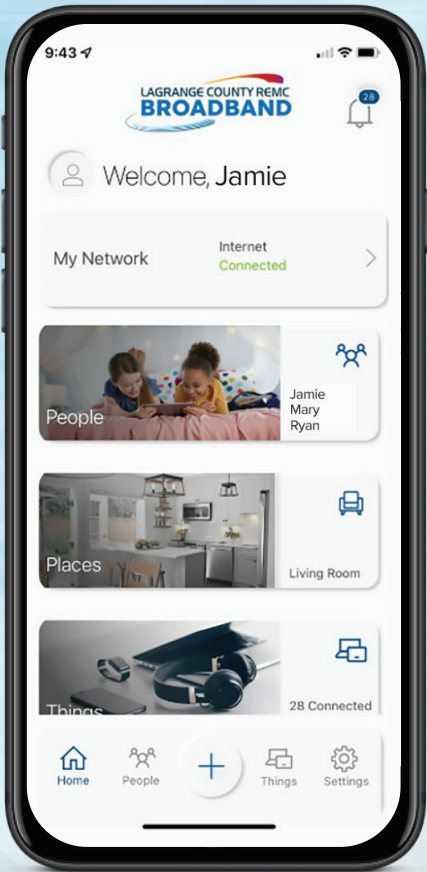 9:43
LAGRANGE COUNTY REMC
BROADBAND
28
Welcome, Jamie
My Network
Internet
Connected
People
Jamie
Mary
Ryan
Places
Living Room
Things
28 Connected
Home
People
+
Things
Settings